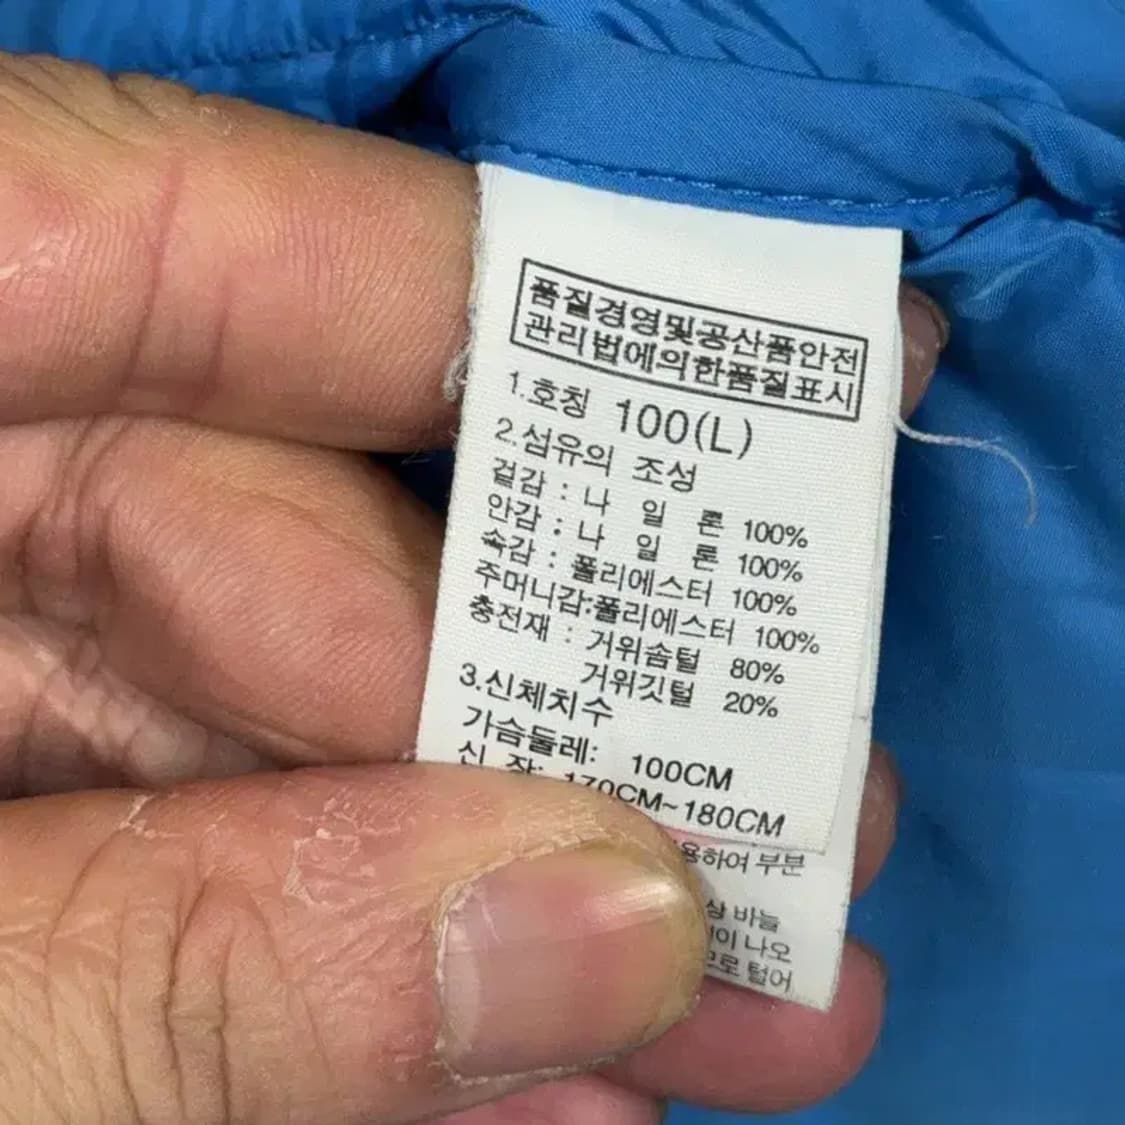 품질경영및공산품안전
관리법에의한품질표시
1.호칭 100(L)
2.섬유의 조성
겉감 : 나 일 론 100%
안감 : 나 일 론 100%
속감 : 폴리에스터 100%
주머니감:폴리에스터 100%
충전재 : 거위솜털 80%
거위깃털 20%
3.신체치수
가슴둘레: 100CM
신 장: 170CM~180CM
용하여 부분
상 바늘
이 나오
므로 털어